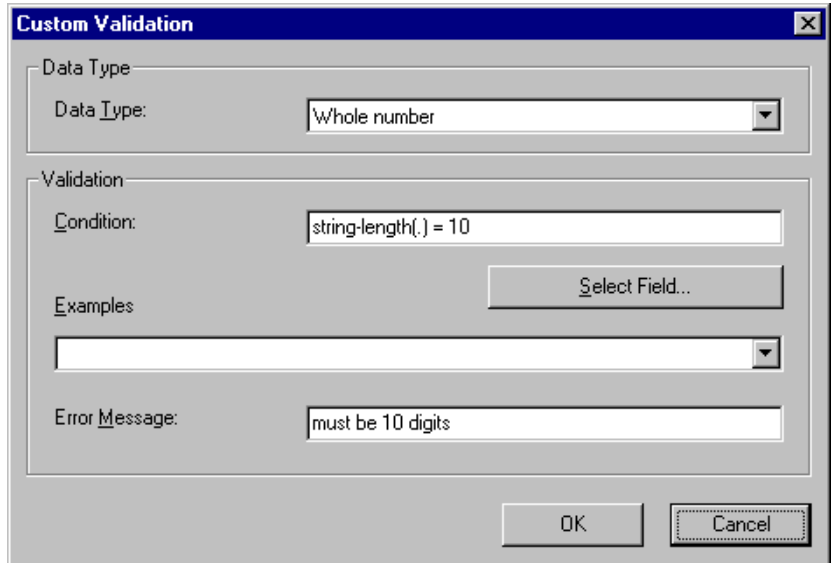 Custom Validation
Data Type
Data Type:
Whole number
Validation
Condition:
string-length(.) = 10
Select Field...
Examples
Error Message:
must be 10 digits
OK
Cancel